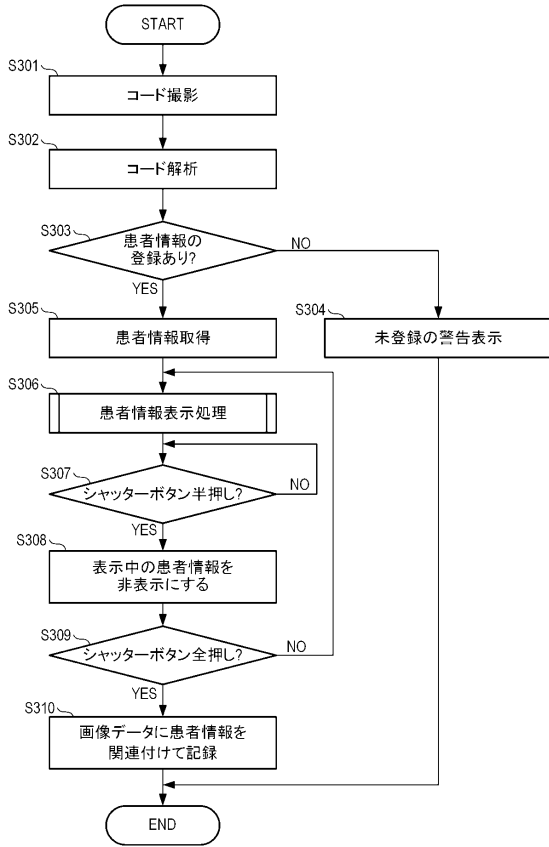 START
S301
コード撮影
S302
コード解析
S303
患者情報の
登録あり?
NO
YES
S305
患者情報取得
S304
未登録の警告表示
S306
患者情報表示処理
S307
シャッターボタン半押し?
NO
YES
S308
表示中の患者情報を
非表示にする
S309
シャッターボタン全押し?
NO
YES
S310
画像データに患者情報を
関連付けて記録
END